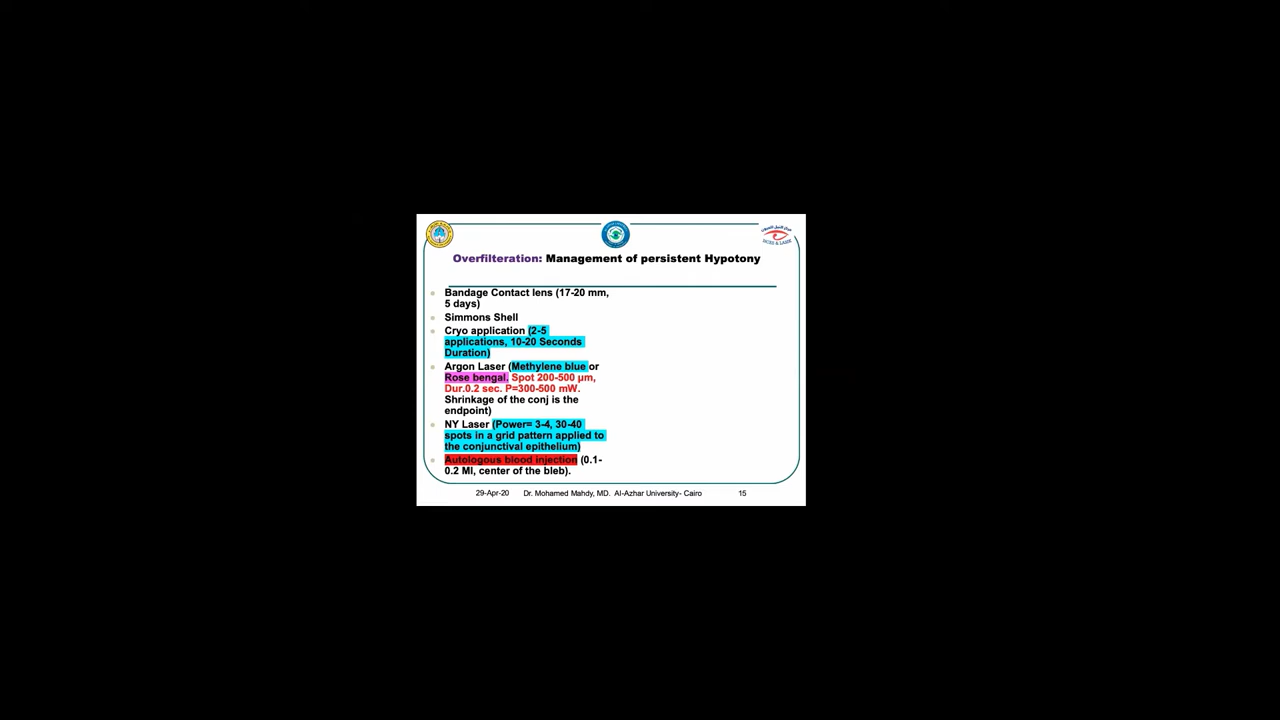 Overfilteration: Management of persistent Hypotony
Bandage Contact lens (17-20 mm,
5 days)
Simmons Shell
Cryo application (2-5
applications, 10-20 Seconds
Duration)
Argon Laser (Methylene blue or
Rose bengal. Spot 200-500 µm,
Dur.0.2 sec. P=300-500 mW.
Shrinkage of the conj is the
endpoint)
NY Laser (Power= 3-4, 30-40
spots in a grid pattern applied to
the conjunctival epithelium)
Autologous blood injection (0.1-
0.2 Ml, center of the bleb).
29-Apr-20 Dr. Mohamed Mahdy, MD. Al-Azhar University- Cairo 15